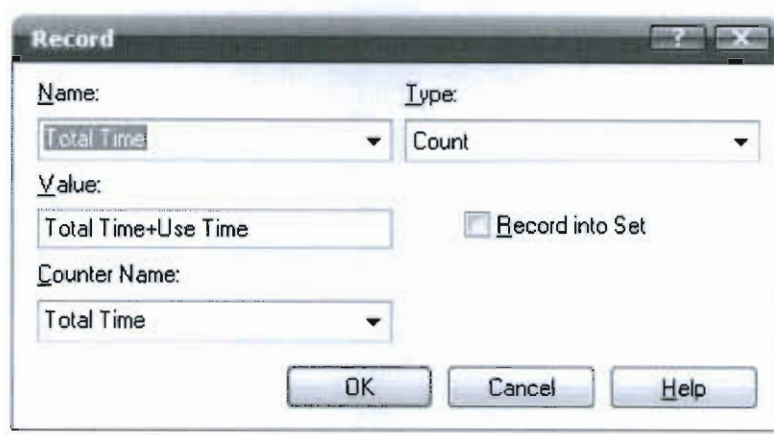 Record
Name:
Type:
Total Time
Count
Value:
Total Time+Use Time
Record into Set
Counter Name:
Total Time
OK
Cancel
Help